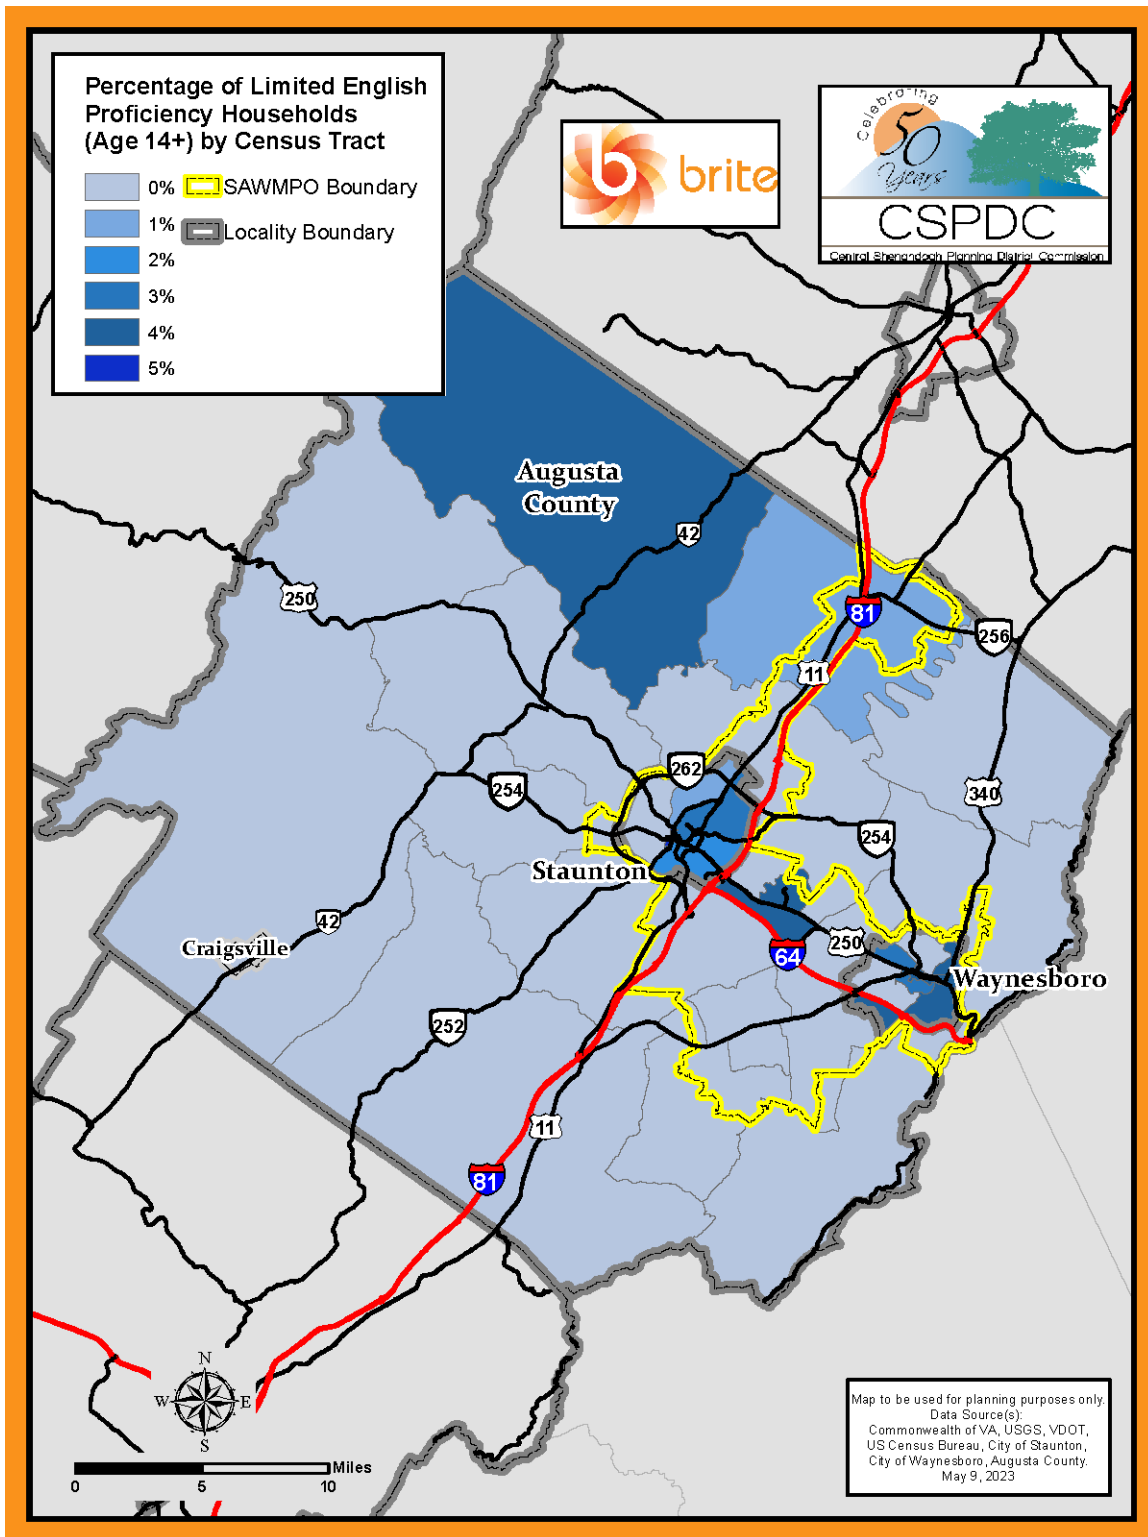 Percentage of Limited English
Proficiency Households
(Age 14+) by Census Tract
0%
1%
2%
3%
4%
5%
SAWMPO Boundary
Locality Boundary
brite
Celebrating
50
Years
CSPDC
Central Shenandoah Planning District Commission
Augusta
County
42
250
81
256
11
262
254
340
254
Staunton
42
Craigsville
250
64
Waynesboro
252
11
81
N
W
E
S
Miles
0
5
10
Map to be used for planning purposes only.
Data Source(s):
Commonwealth of VA, USGS, VDOT,
US Census Bureau, City of Staunton,
City of Waynesboro, Augusta County.
May 9, 2023